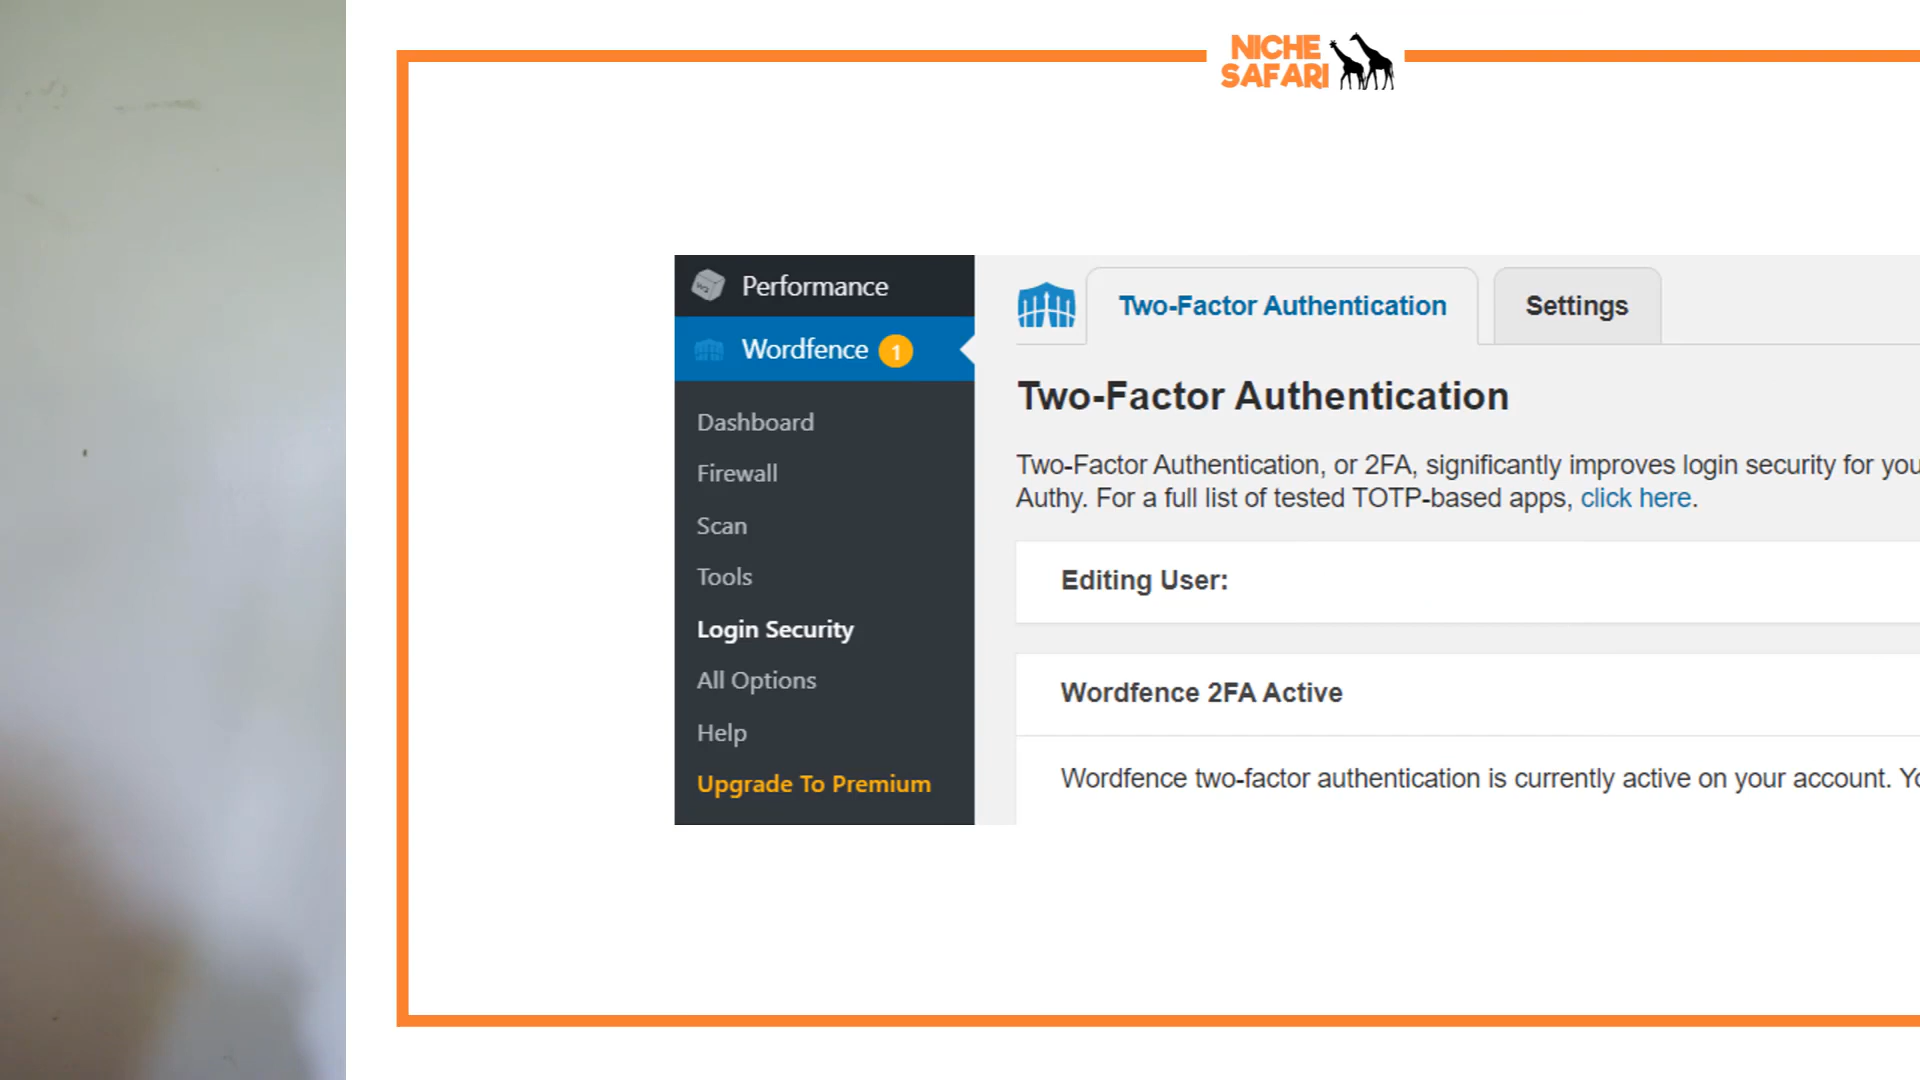 NICHE
SAFARI
Performance
Wordfence 1
Dashboard
Firewall
Scan
Tools
Login Security
All Options
Help
Upgrade To Premium
Two-Factor Authentication
Settings
Two-Factor Authentication
Two-Factor Authentication, or 2FA, significantly improves login security for you
Authy. For a full list of tested TOTP-based apps, click here.
Editing User:
Wordfence 2FA Active
Wordfence two-factor authentication is currently active on your account. Yo